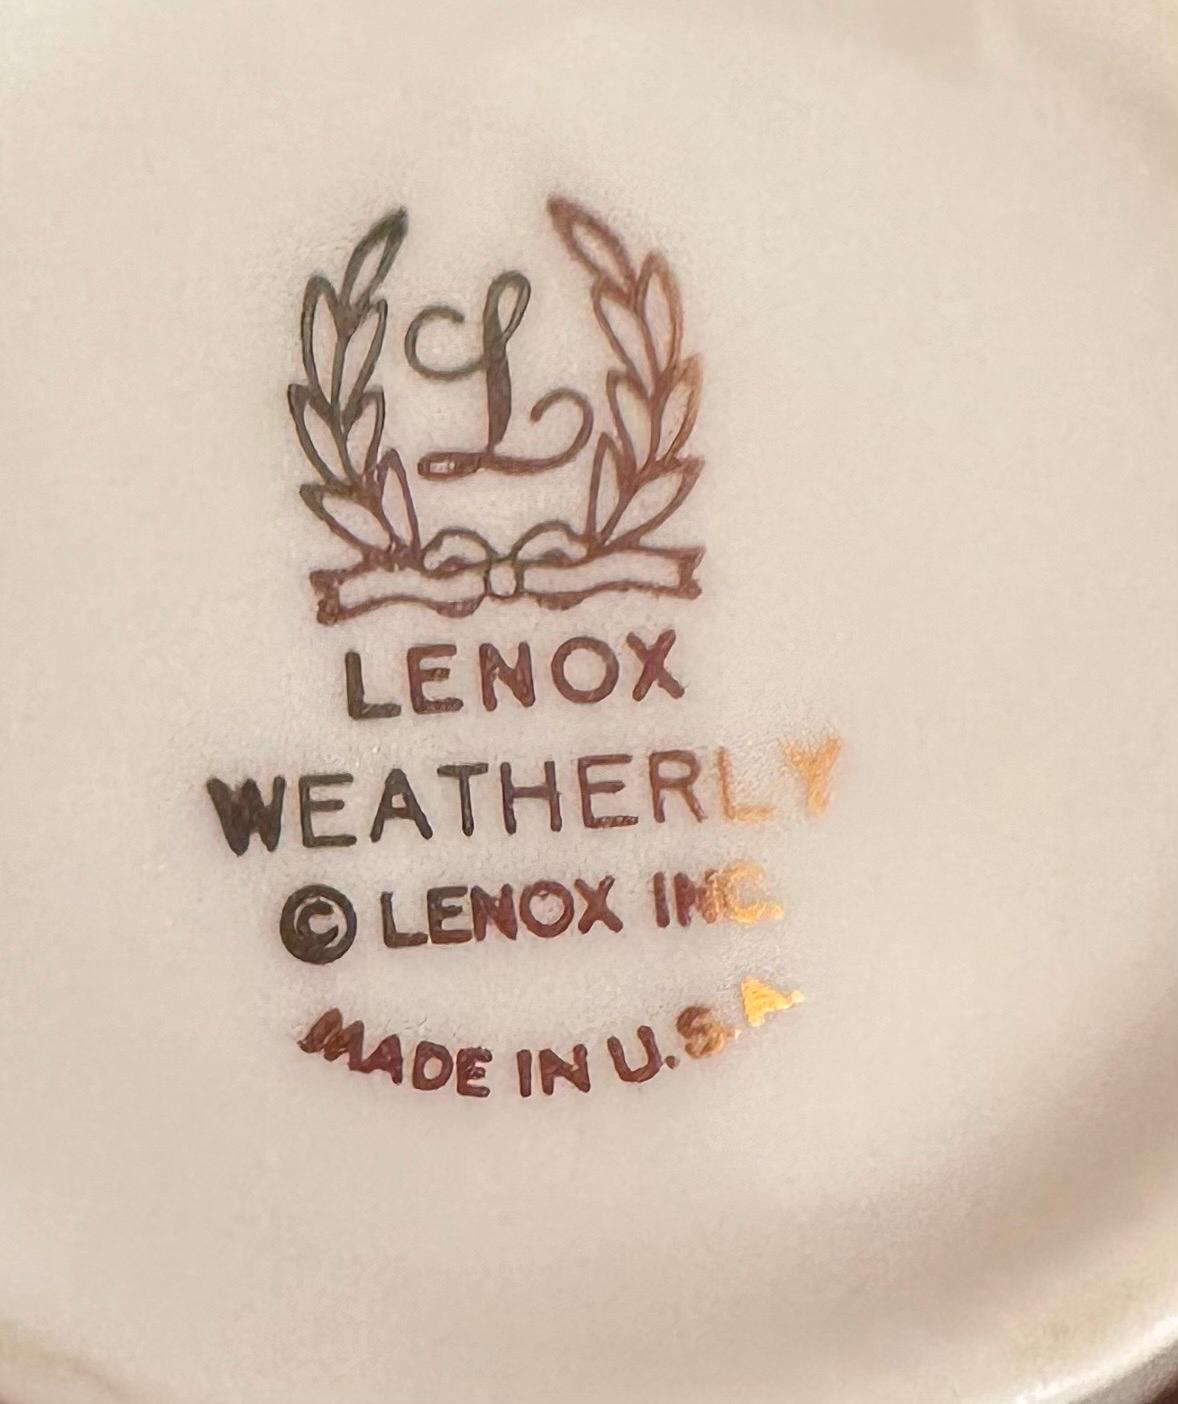 L
LENOX
WEATHERLY
© LENOX INC.
MADE IN U.S.A